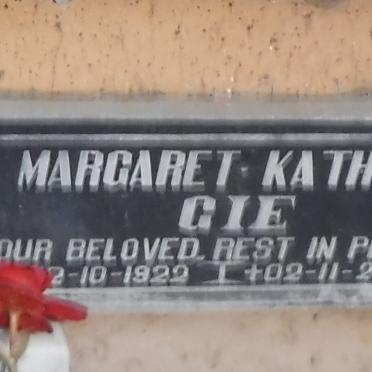 MARGARET KATH
GIE
OUR BELOVED REST IN P
2-10-1922 +02-11-2